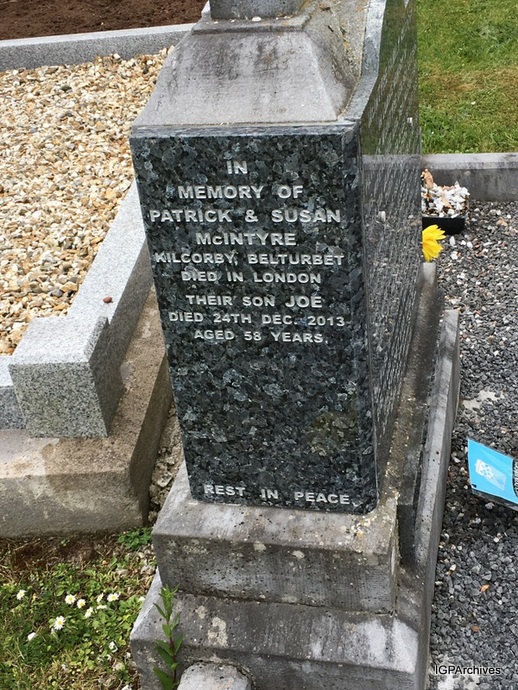 IN
MEMORY OF
PATRICK & SUSAN
McINTYRE
KILCORBY, BELTURBET
DIED IN LONDON
THEIR SON JOE
DIED 24TH DEC. 2013
AGED 58 YEARS.
REST IN PEACE
IGPArchives